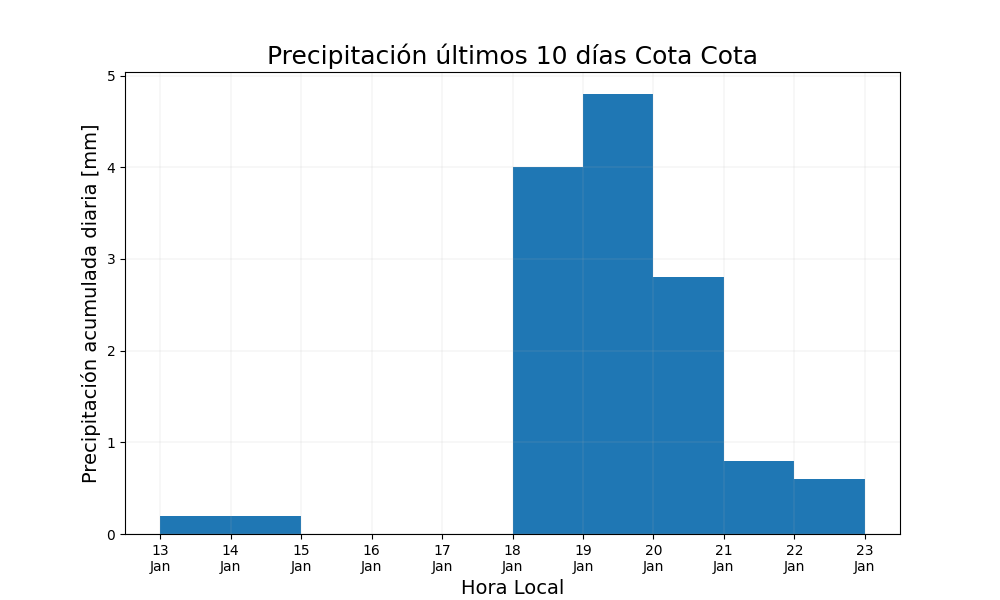 Precipitación últimos 10 días Cota Cota
Precipitación acumulada diaria [mm]
5
4
3
2
1
0
13 14 15 16 17 18 19 20 21 22 23
Jan Jan Jan Jan Jan Jan Jan Jan Jan Jan Jan
Hora Local